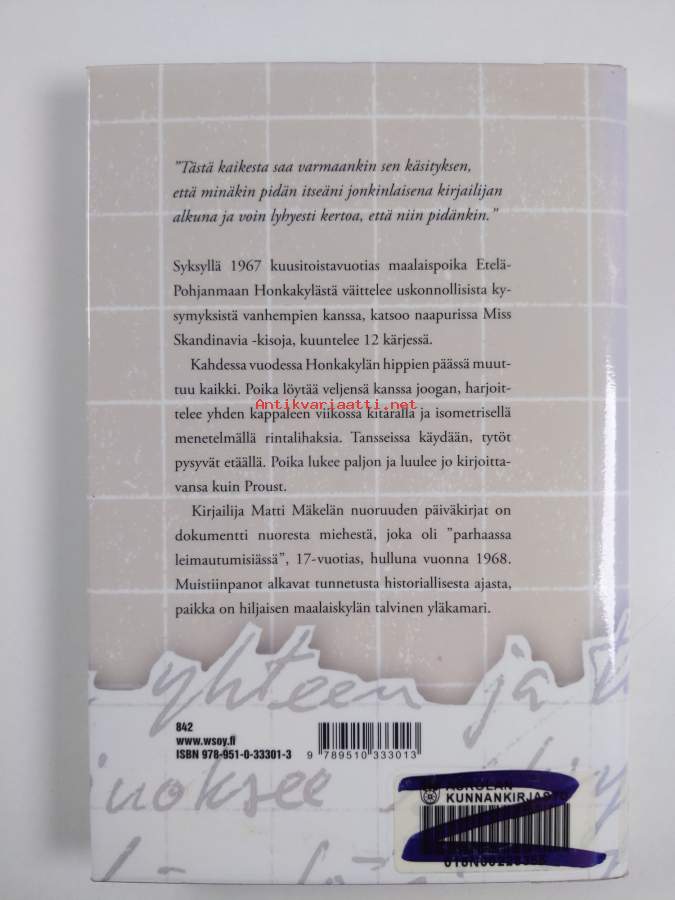 "Tästä kaikesta saa varmaankin sen käsityksen,
että minäkin pidän itseäni jonkinlaisena kirjailijan
alkuna ja voin lyhyesti kertoa, että niin pidänkin."
Syksyllä 1967 kuusitoistavuotias maalaispoika Etelä-
Pohjanmaan Honkakylästä väittelee uskonnollisista ky-
symyksistä vanhempien kanssa, katsoo naapurissa Miss
Skandinavia -kisoja, kuuntelee 12 kärjessä.
Kahdessa vuodessa Honkakylän hippien päässä muut-
tuu kaikki. Poika löytää veljensä kanssa joogan, harjoit-
Antikvariaatti.net
telee yhden kappaleen viikossa kitaralla ja isometrisellä
menetelmällä rintalihaksia. Tansseissa käydään, tytöt
pysyvät etäällä. Poika lukee paljon ja luulee jo kirjoitta-
vansa kuin Proust.
Kirjailija Matti Mäkelän nuoruuden päiväkirjat on
dokumentti nuoresta miehestä, joka oli "parhaassa
leimautumisiässä", 17-vuotias, hulluna vuonna 1968.
Muistiinpanot alkavat tunnetusta historiallisesta ajasta,
paikka on hiljaisen maalaiskylän talvinen yläkamari.
yhteen ja
842
www.wsoy.fi
ISBN 978-951-0-33301-3
9 789510 333013
KUNNANKIRJAS